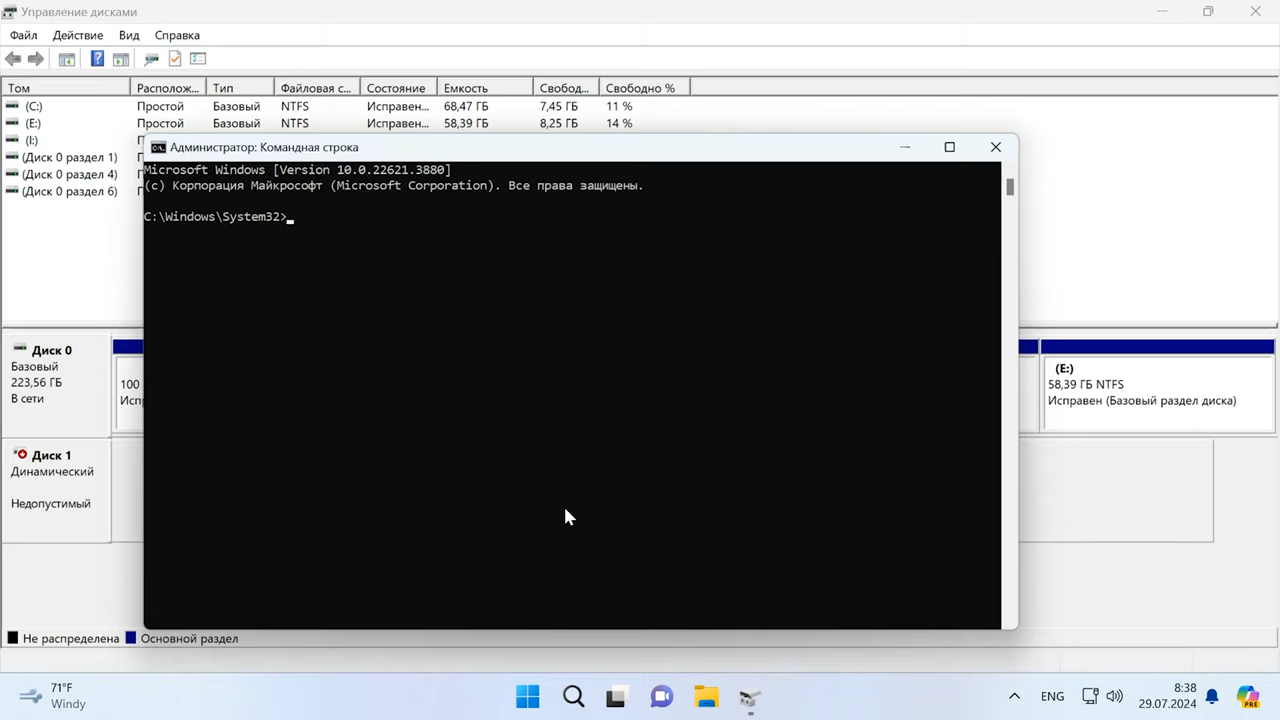 Управление дисками
Файл Действие Вид Справка
Том Располож... Тип Файловая с... Состояние Емкость Свобод... Свободно %
(C:) Простой Базовый NTFS Исправен... 68,47 ГБ 7,45 ГБ 11 %
(E:) Простой Базовый NTFS Исправен... 58,39 ГБ 8,25 ГБ 14 %
(I:)
(Диск 0 раздел 1)
(Диск 0 раздел 4)
(Диск 0 раздел 6)
Администратор: Командная строка
Microsoft Windows [Version 10.0.22621.3880]
(c) Корпорация Майкрософт (Microsoft Corporation). Все права защищены.
C:\Windows\System32>
Диск 0
Базовый
223,56 ГБ
В сети
100
(E:)
58,39 ГБ NTFS
Исправен (Базовый раздел диска)
Диск 1
Динамический
Недопустимый
Не распределена Основной раздел
71°F
Windy
ENG
8:38
29.07.2024
PRE